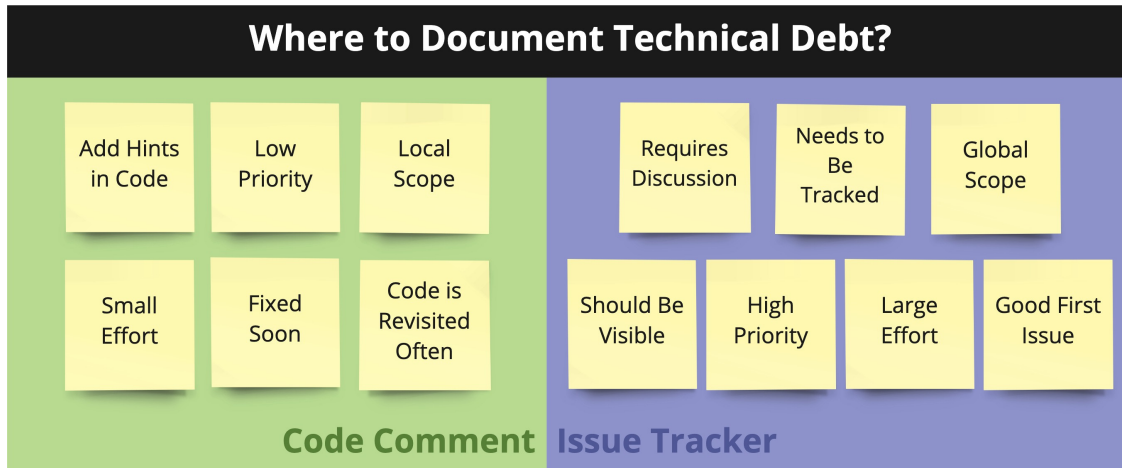 Where to Document Technical Debt?
Add Hints
in Code
Low
Priority
Local
Scope
Small
Effort
Fixed
Soon
Code is
Revisited
Often
Code Comment
Requires
Discussion
Needs to
Be
Tracked
Global
Scope
Should Be
Visible
High
Priority
Large
Effort
Good First
Issue
Issue Tracker